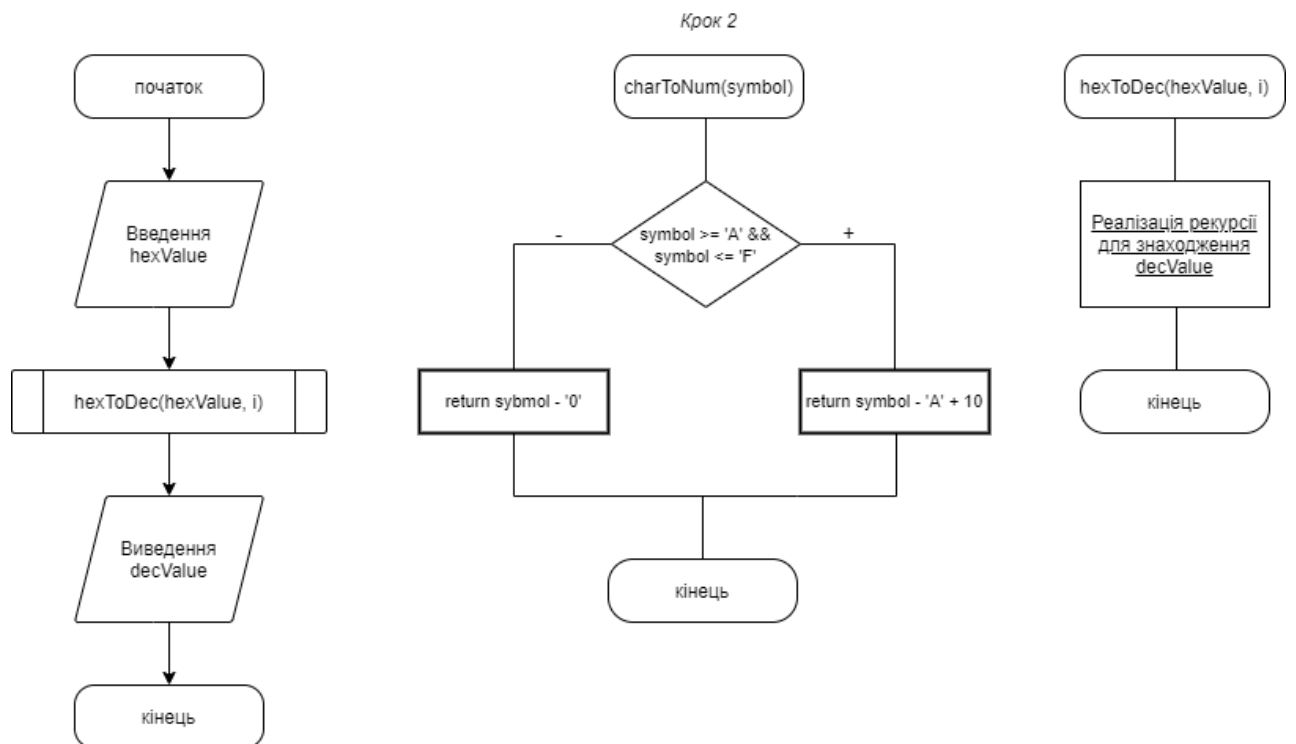 Крок 2
початок
Введення
hexValue
hexToDec(hexValue, i)
Виведення
decValue
кінець
charToNum(symbol)
symbol >= 'A' &&
symbol <= 'F'
-
+
return sybmol - '0'
return symbol - 'A' + 10
кінець
hexToDec(hexValue, i)
Реалізація рекурсії
для знаходження
decValue
кінець